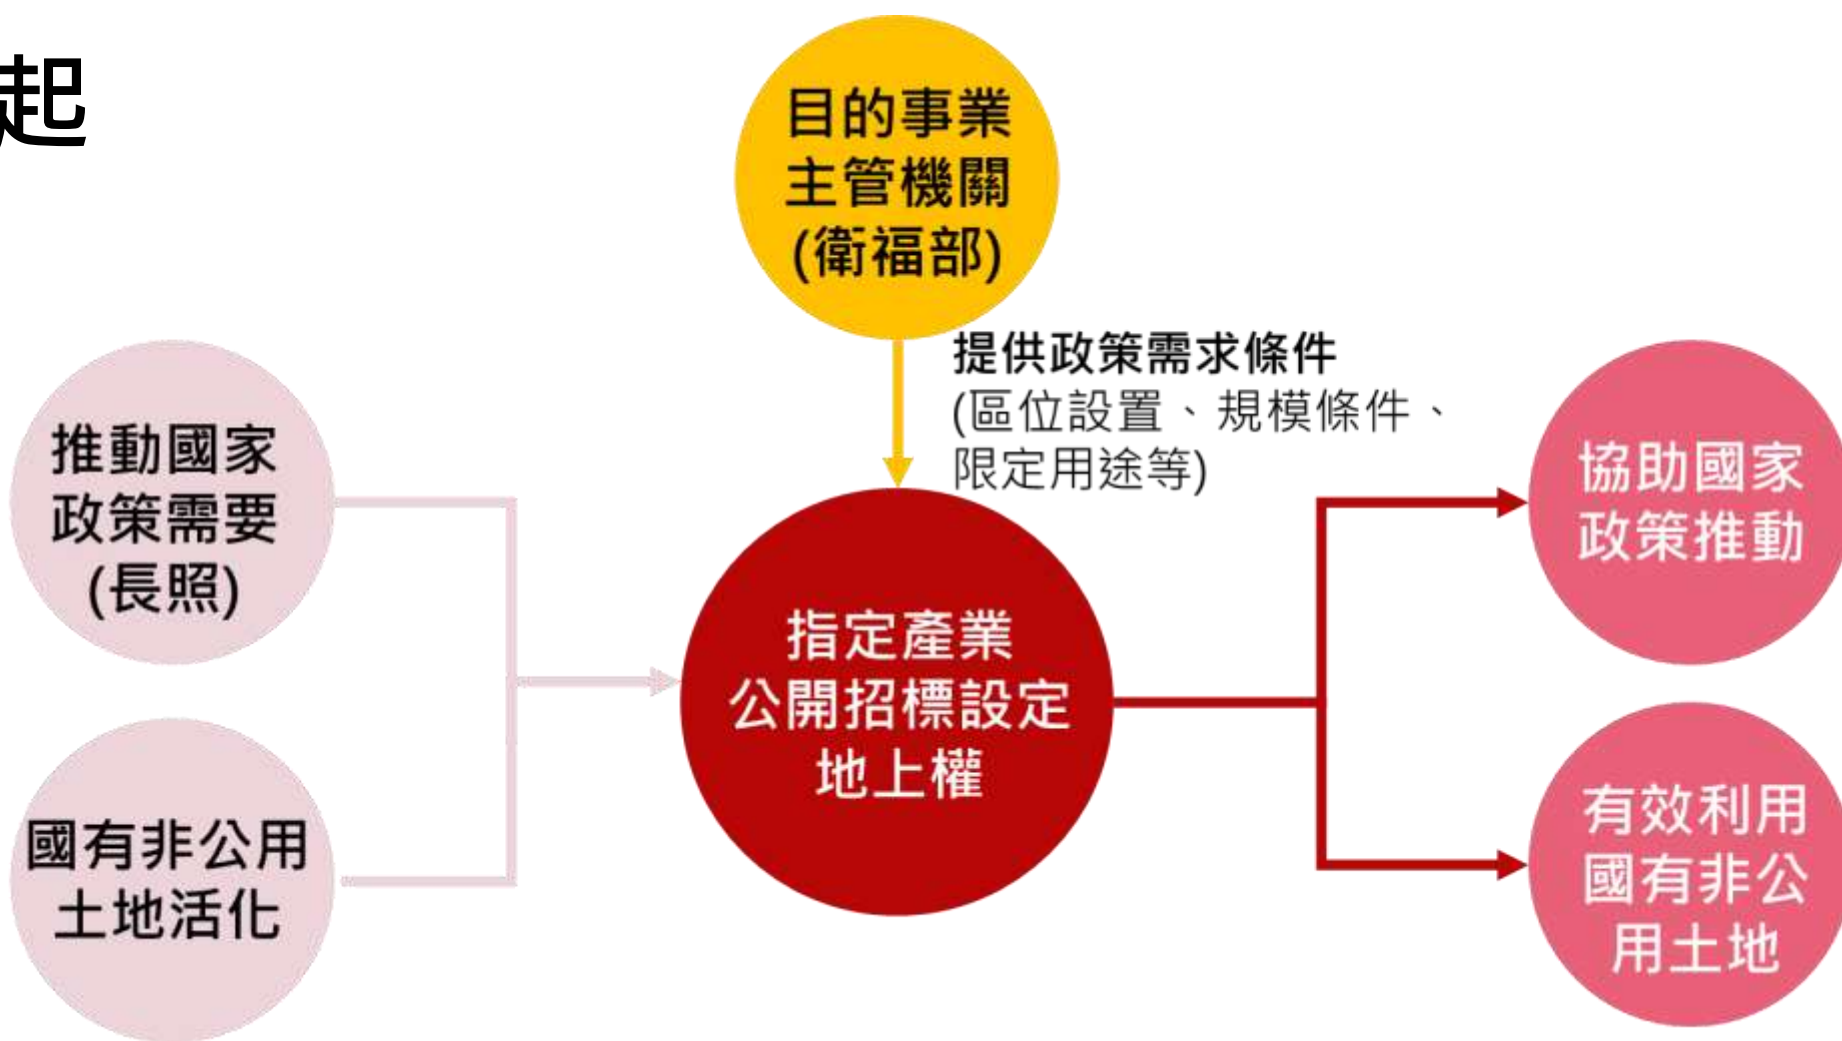 起
目的事業
主管機關
(衛福部)
提供政策需求條件
(區位設置、規模條件、
限定用途等)
推動國家
政策需要
(長照)
國有非公用
土地活化
指定產業
公開招標設定
地上權
協助國家
政策推動
有效利用
國有非公
用土地